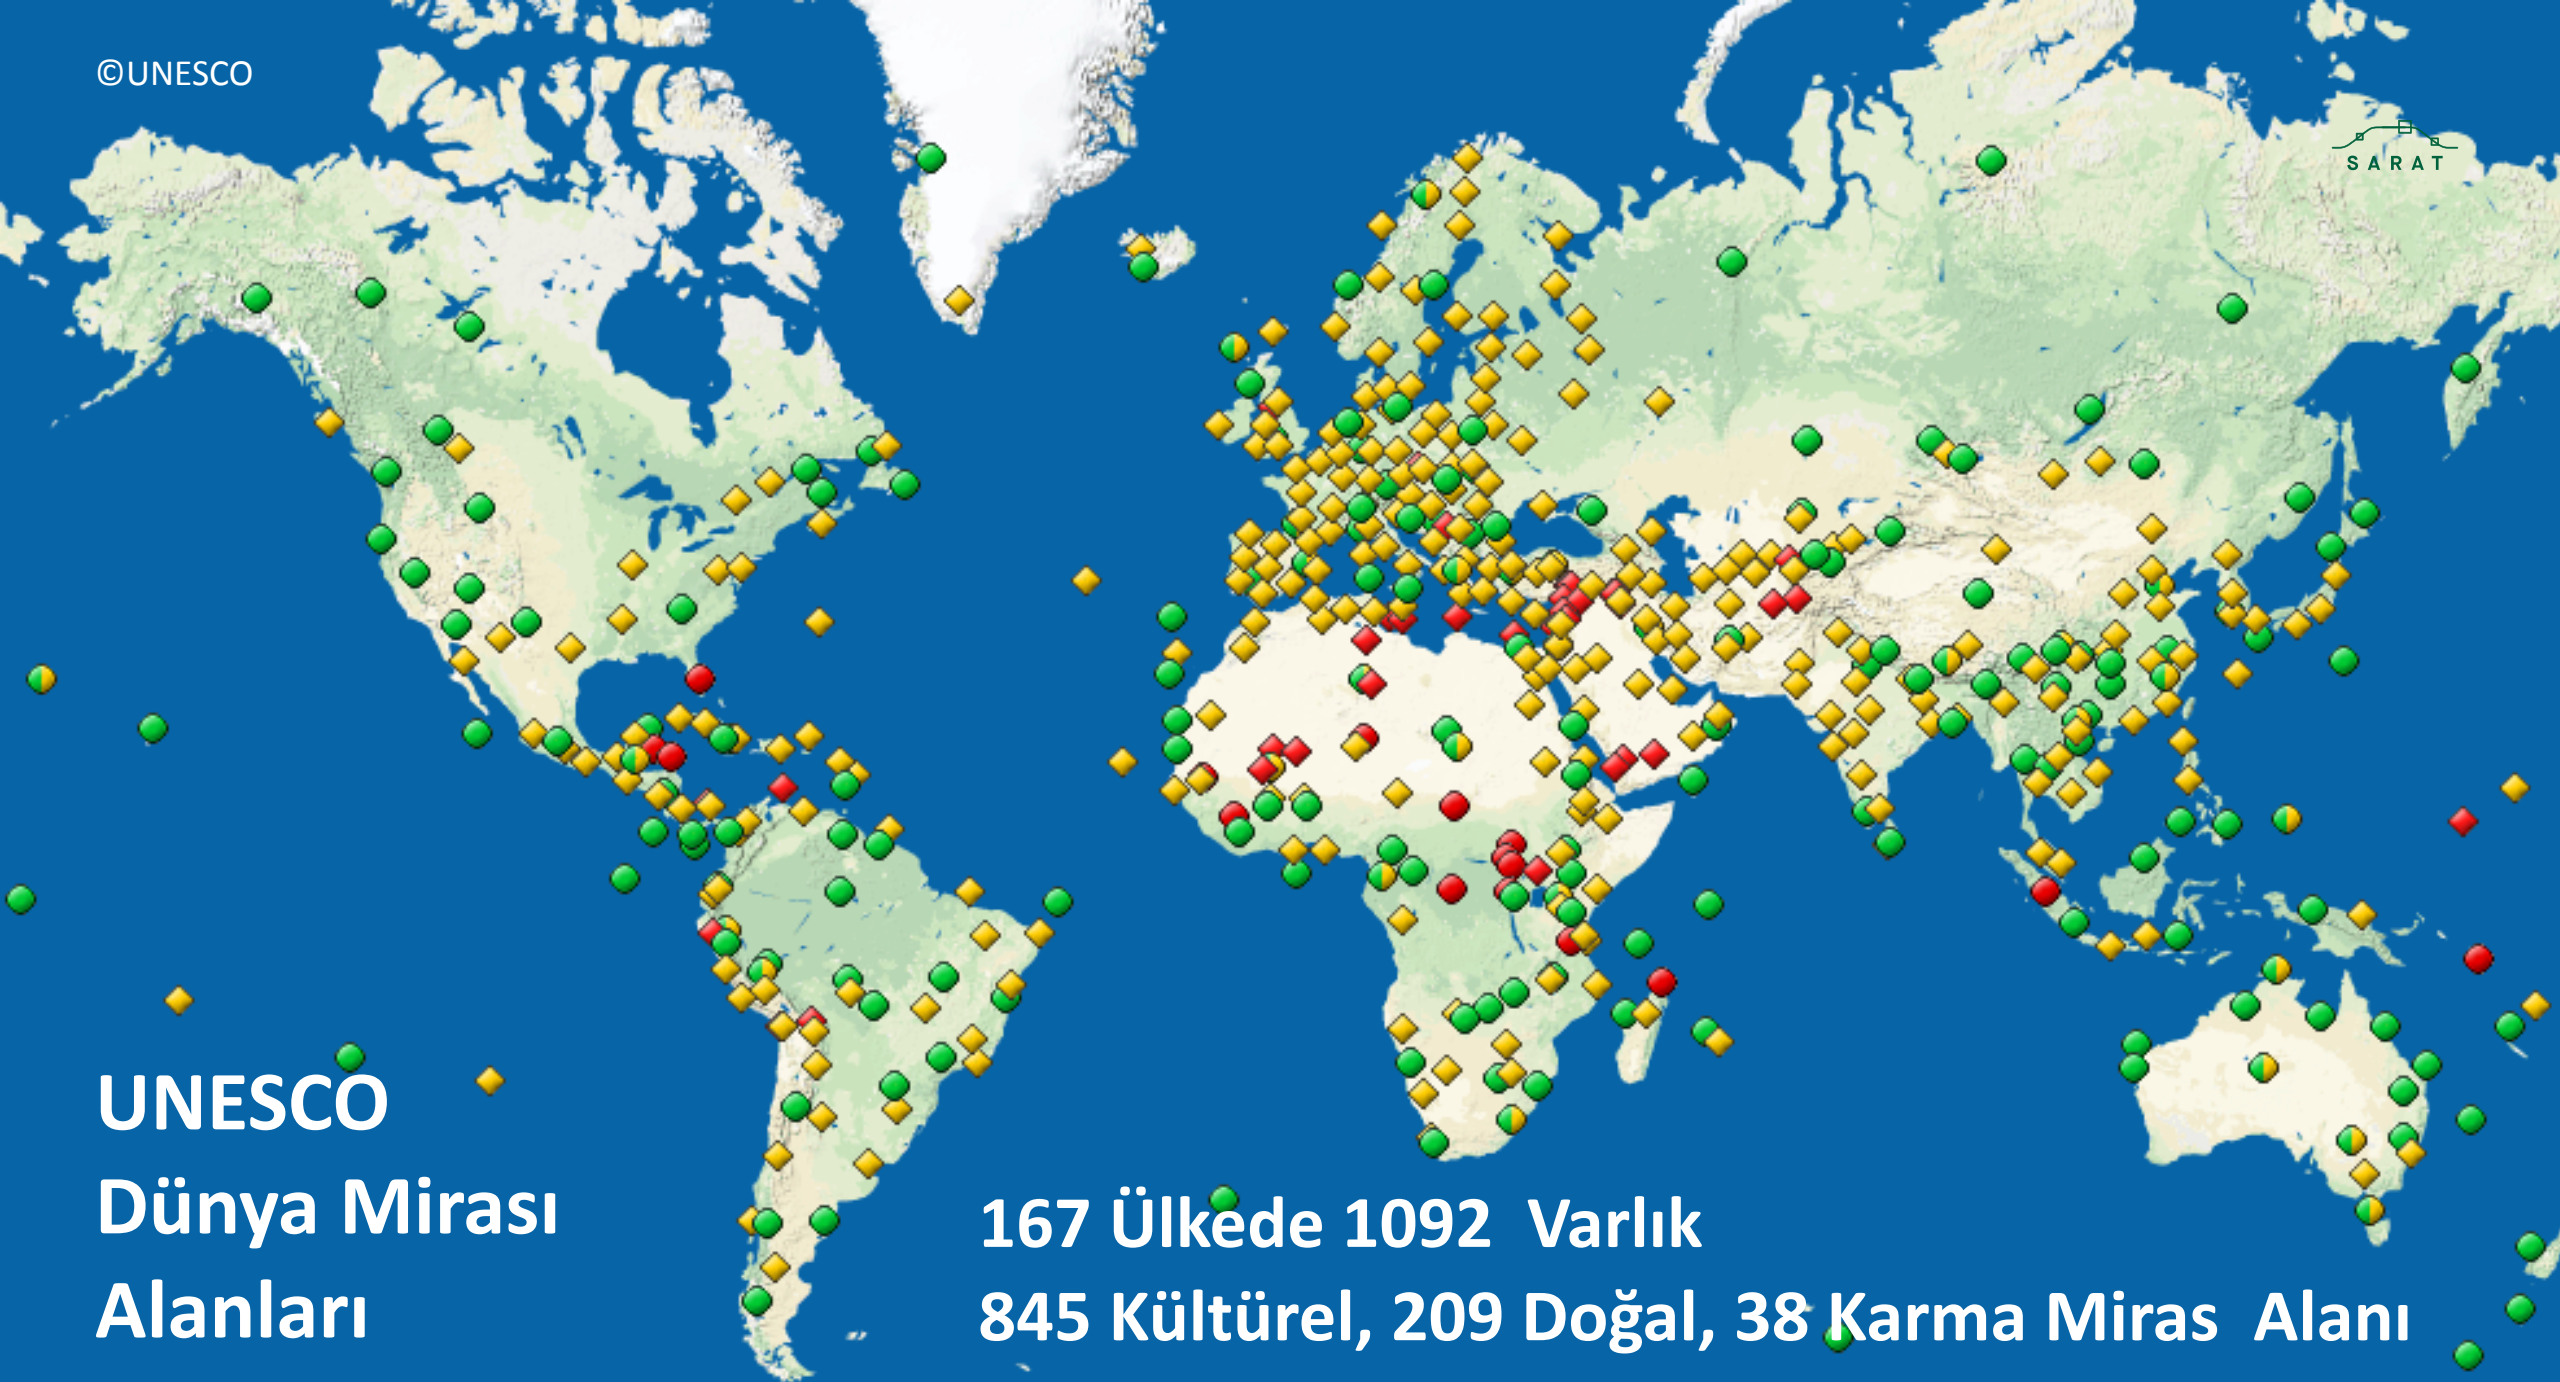 ©UNESCO
SARAT
UNESCO
Dünya Mirası
Alanları
167 Ülkede 1092 Varlık
845 Kültürel, 209 Doğal, 38 Karma Miras Alanı